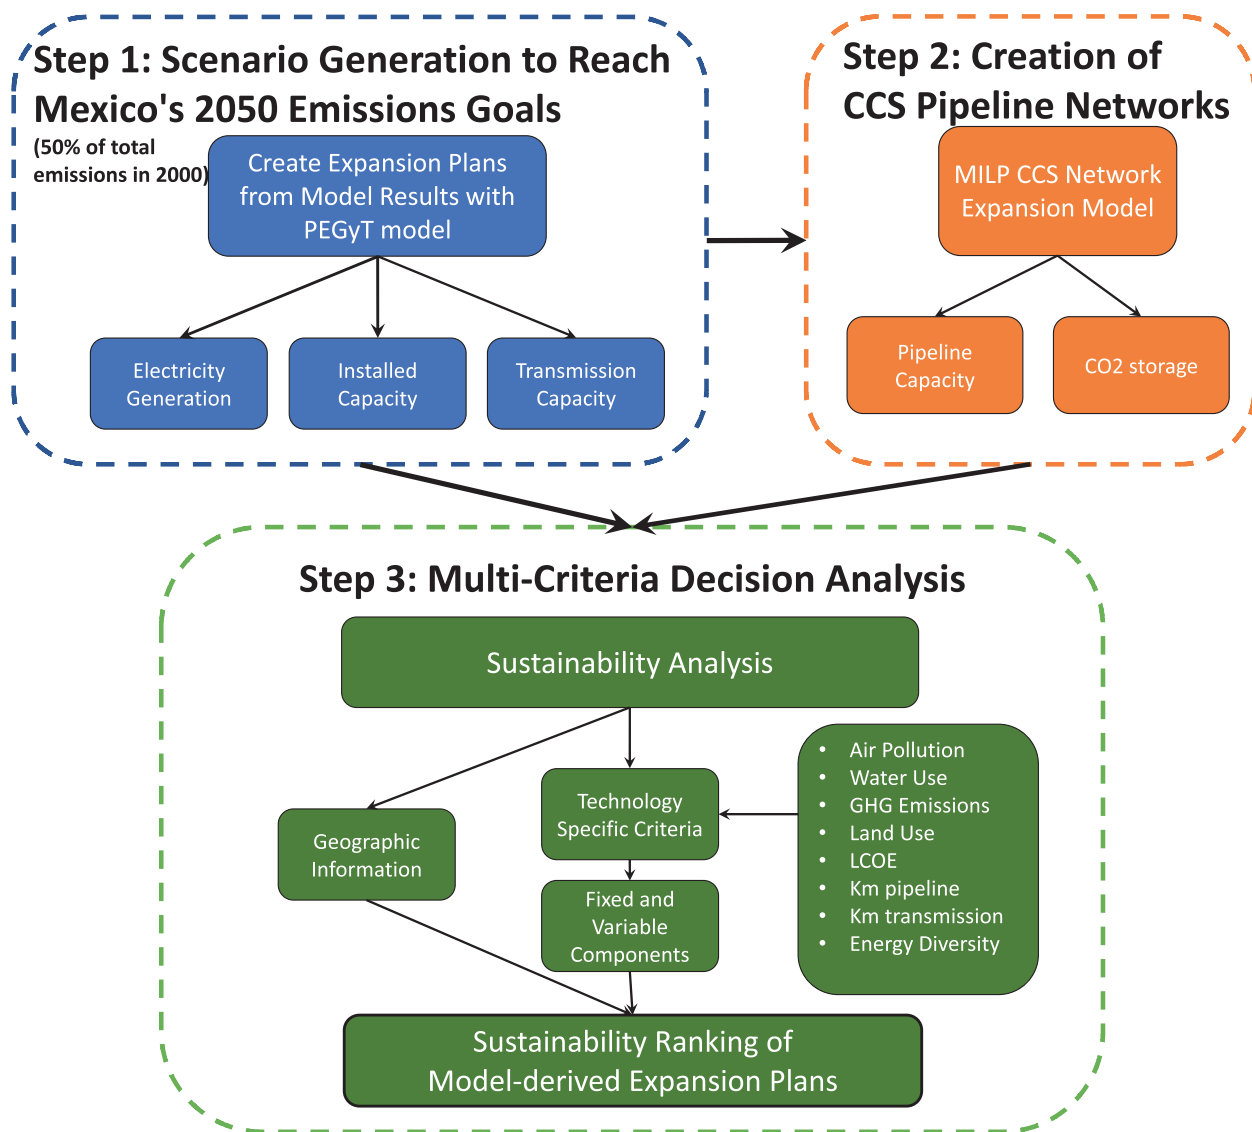 Step 1: Scenario Generation to Reach
Mexico's 2050 Emissions Goals
(50% of total
emissions in 2000)
Create Expansion Plans
from Model Results with
PEGyT model
Electricity
Generation
Installed
Capacity
Transmission
Capacity
Step 2: Creation of
CCS Pipeline Networks
MILP CCS Network
Expansion Model
Pipeline
Capacity
CO2 storage
Step 3: Multi-Criteria Decision Analysis
Sustainability Analysis
Geographic
Information
Technology
Specific Criteria
Fixed and
Variable
Components
• Air Pollution
• Water Use
• GHG Emissions
• Land Use
• LCOE
• Km pipeline
• Km transmission
• Energy Diversity
Sustainability Ranking of
Model-derived Expansion Plans